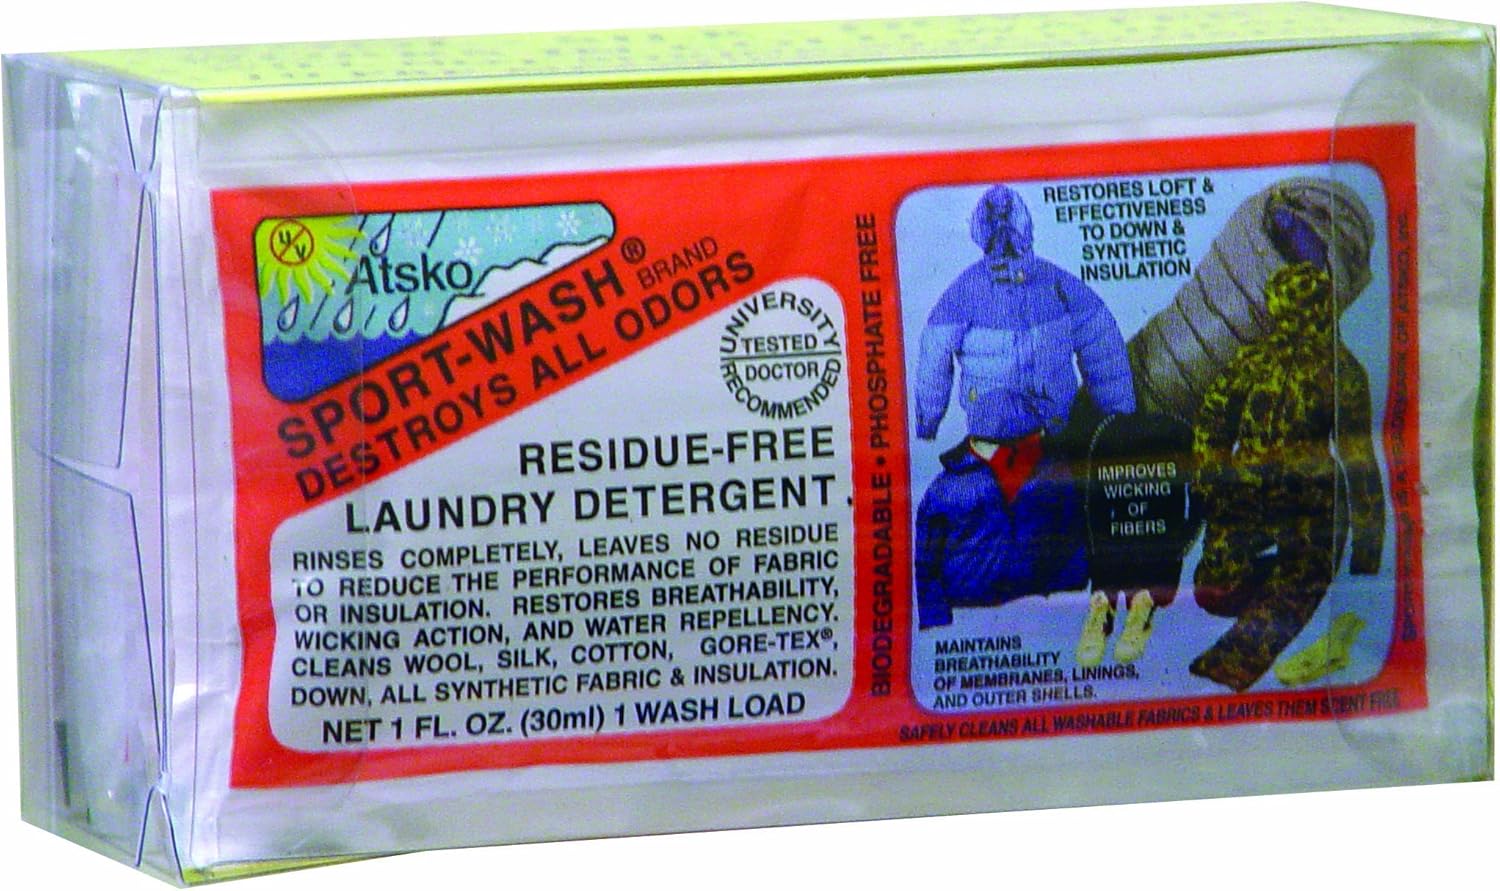 UV
Atsko
SPORT-WASH® BRAND
DESTROYS ALL ODORS
UNIVERSITY
TESTED
DOCTOR
RECOMMENDED
RESIDUE-FREE
LAUNDRY DETERGENT.
RINSES COMPLETELY, LEAVES NO RESIDUE
TO REDUCE THE PERFORMANCE OF FABRIC
OR INSULATION. RESTORES BREATHABILITY,
WICKING ACTION, AND WATER REPELLENCY.
CLEANS WOOL, SILK, COTTON, GORE-TEX®,
DOWN, ALL SYNTHETIC FABRIC & INSULATION.
NET 1 FL. OZ. (30ml) 1 WASH LOAD
BIODEGRADABLE • PHOSPHATE FREE
RESTORES LOFT &
EFFECTIVENESS
TO DOWN &
SYNTHETIC
INSULATION
IMPROVES
WICKING
OF
FIBERS
MAINTAINS
BREATHABILITY
OF MEMBRANES, LININGS,
AND OUTER SHELLS.
SAFELY CLEANS ALL WASHABLE FABRICS & LEAVES THEM SCENT FREE